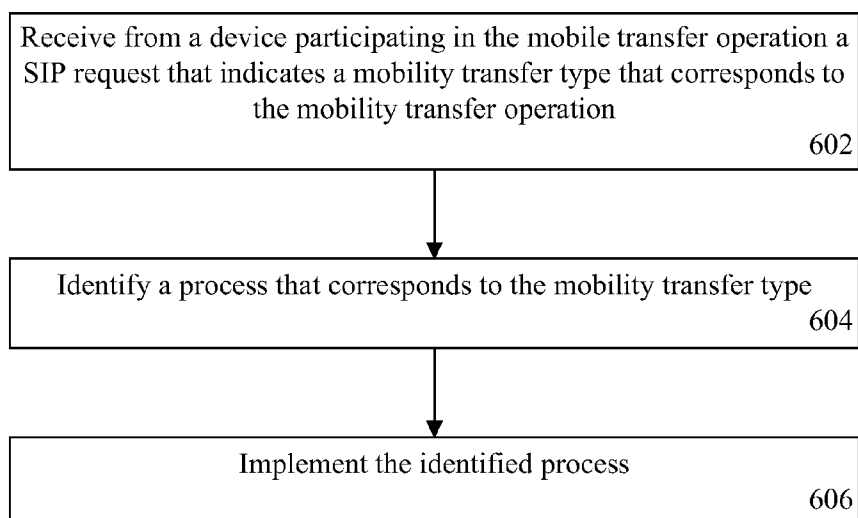 Receive from a device participating in the mobile transfer operation a
SIP request that indicates a mobility transfer type that corresponds to
the mobility transfer operation
602
Identify a process that corresponds to the mobility transfer type
604
Implement the identified process
606